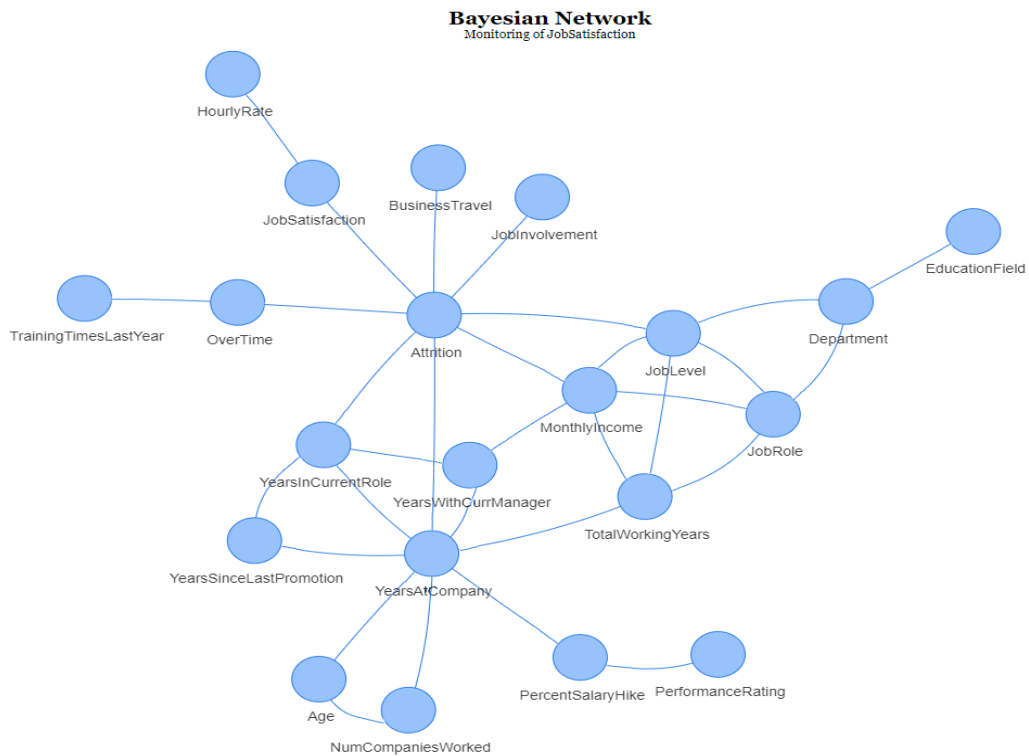 Bayesian Network
Monitoring of JobSatisfaction
HourlyRate
BusinessTravel
JobSatisfaction
JobInvolvement
EducationField
TrainingTimesLastYear
OverTime
Attrition
JobLevel
Department
MonthlyIncome
JobRole
YearsInCurrentRole
YearsWithCurrManager
TotalWorkingYears
YearsSinceLastPromotion
YearsAtCompany
PercentSalaryHike
PerformanceRating
Age
NumCompaniesWorked